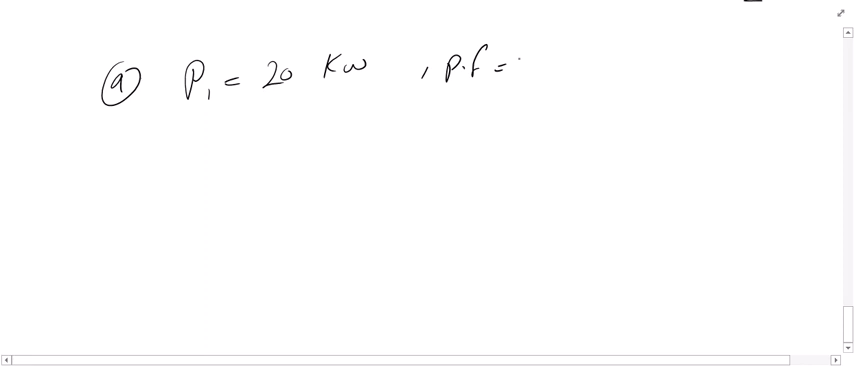 (a) P₁ = 20 Kw , p.f =